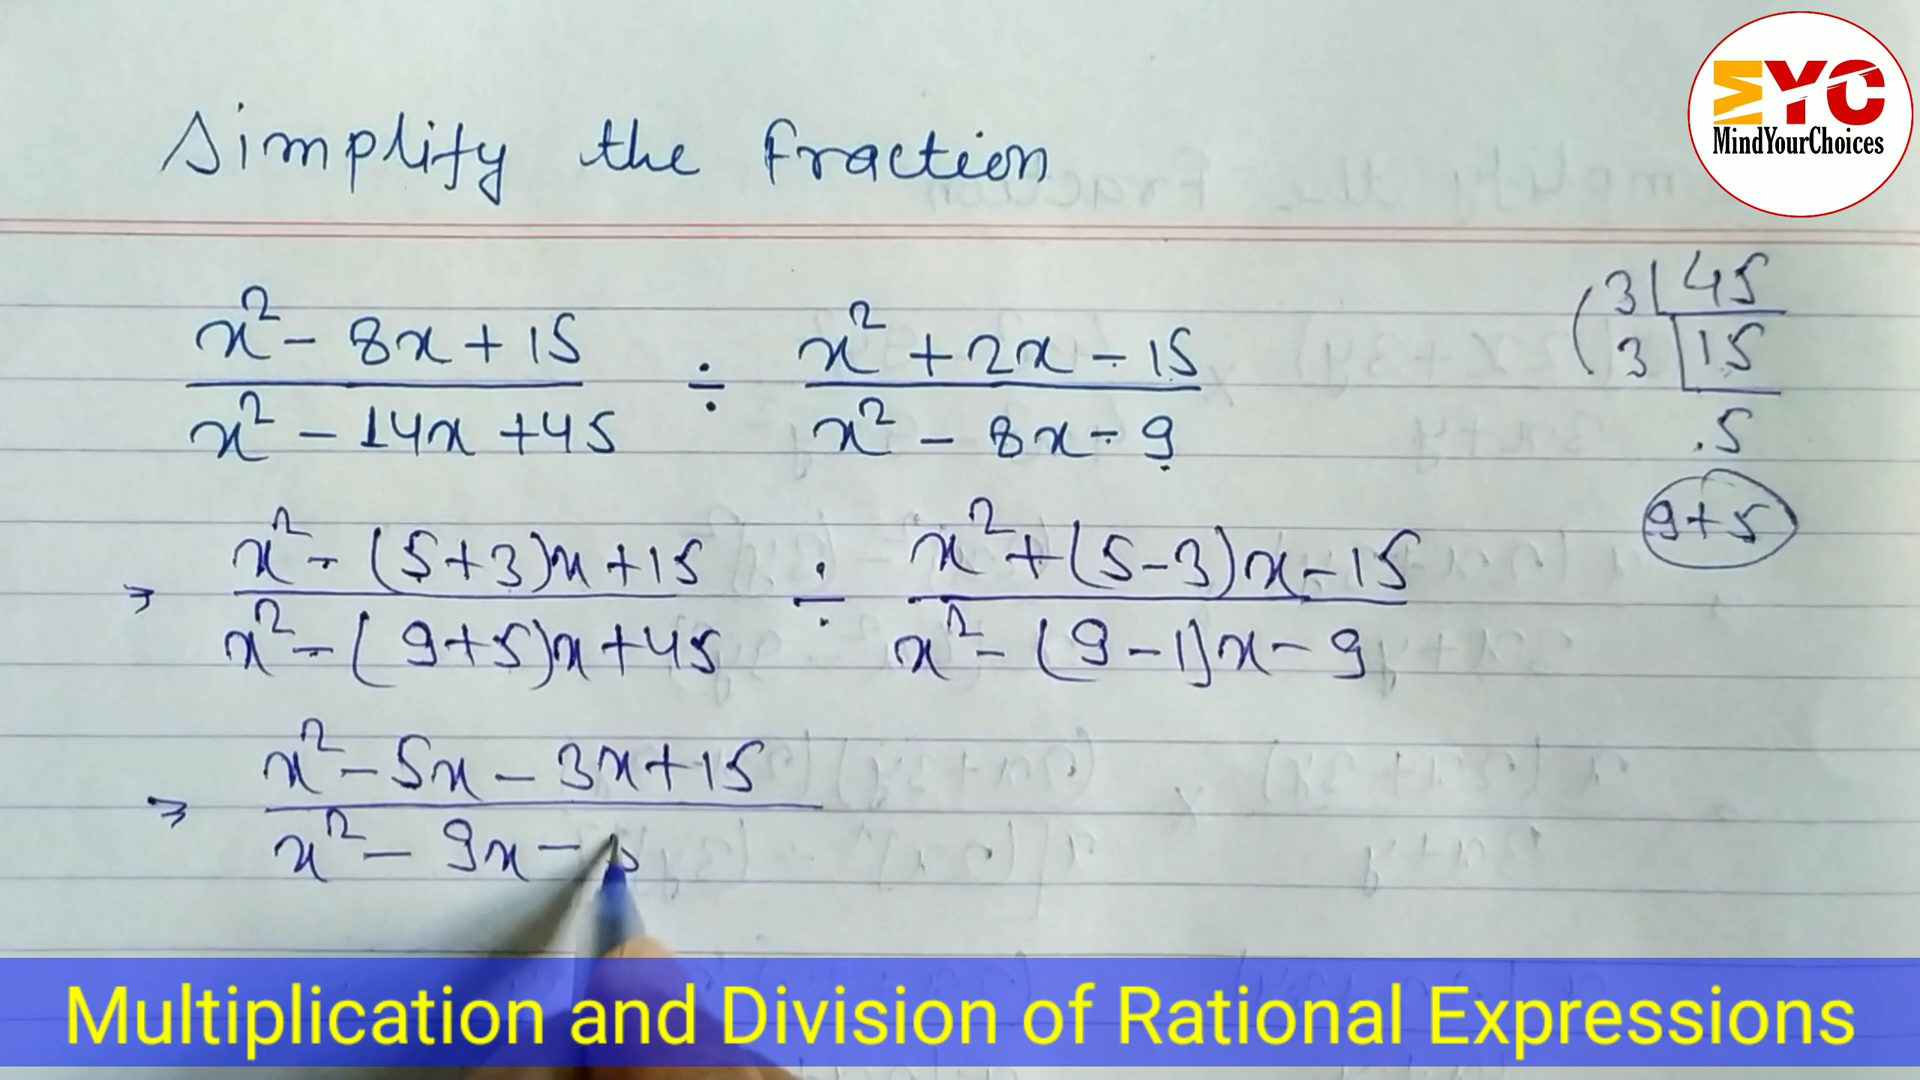 Simplify the fraction
MYC
MindYourChoices
x² - 8x + 15 ÷ x² + 2x - 15
x² - 14x + 45   x² - 8x - 9
3 | 45
3 | 15
.5
9+5
⇒ x² - (5+3)x + 15 ÷ x² + (5-3)x - 15
x² - (9+5)x + 45   x² - (9-1)x - 9
⇒ x² - 5x - 3x + 15
x² - 9x -
Multiplication and Division of Rational Expressions